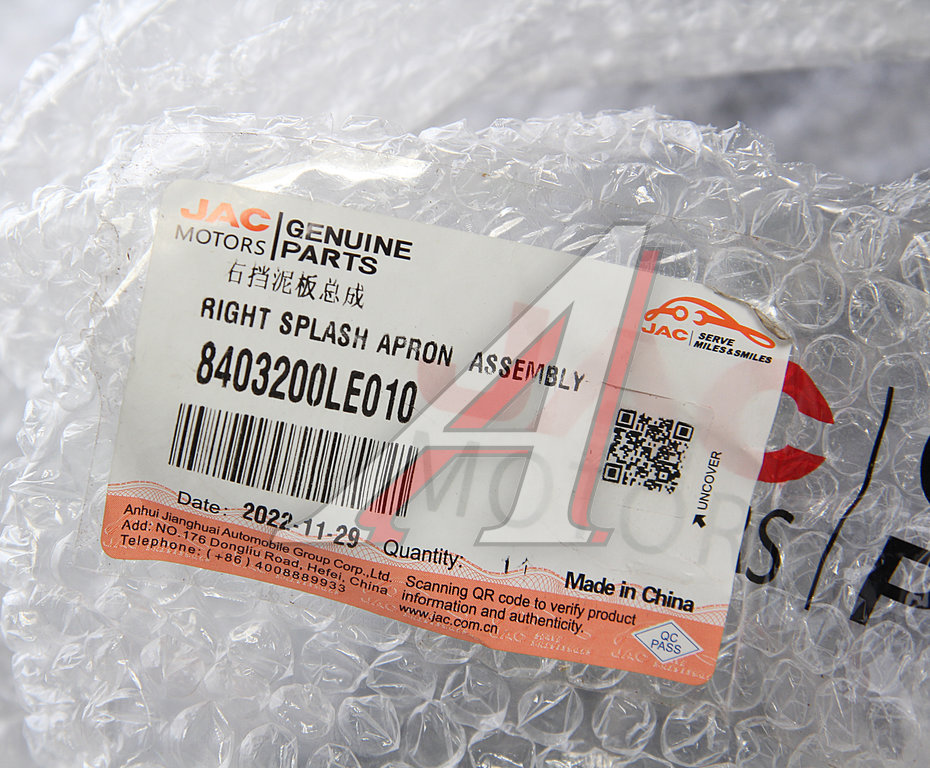 JAC
MOTORS
GENUINE
PARTS
右挡泥板总成
RIGHT SPLASH APRON ASSEMBLY
8403200LE010
JAC
SERVE
MILES & SMILES
UNCOVER
Date: 2022-11-29
Quantity:
Made in China
Anhui Jianghuai Automobile Group Corp., Ltd.
Add: NO.176 Dongliu Road, Hefei, China
Telephone: (+86) 4008889933
Scanning QR code to verify product
information and authenticity.
www.jac.com.cn
QC
PASS
MOTORS